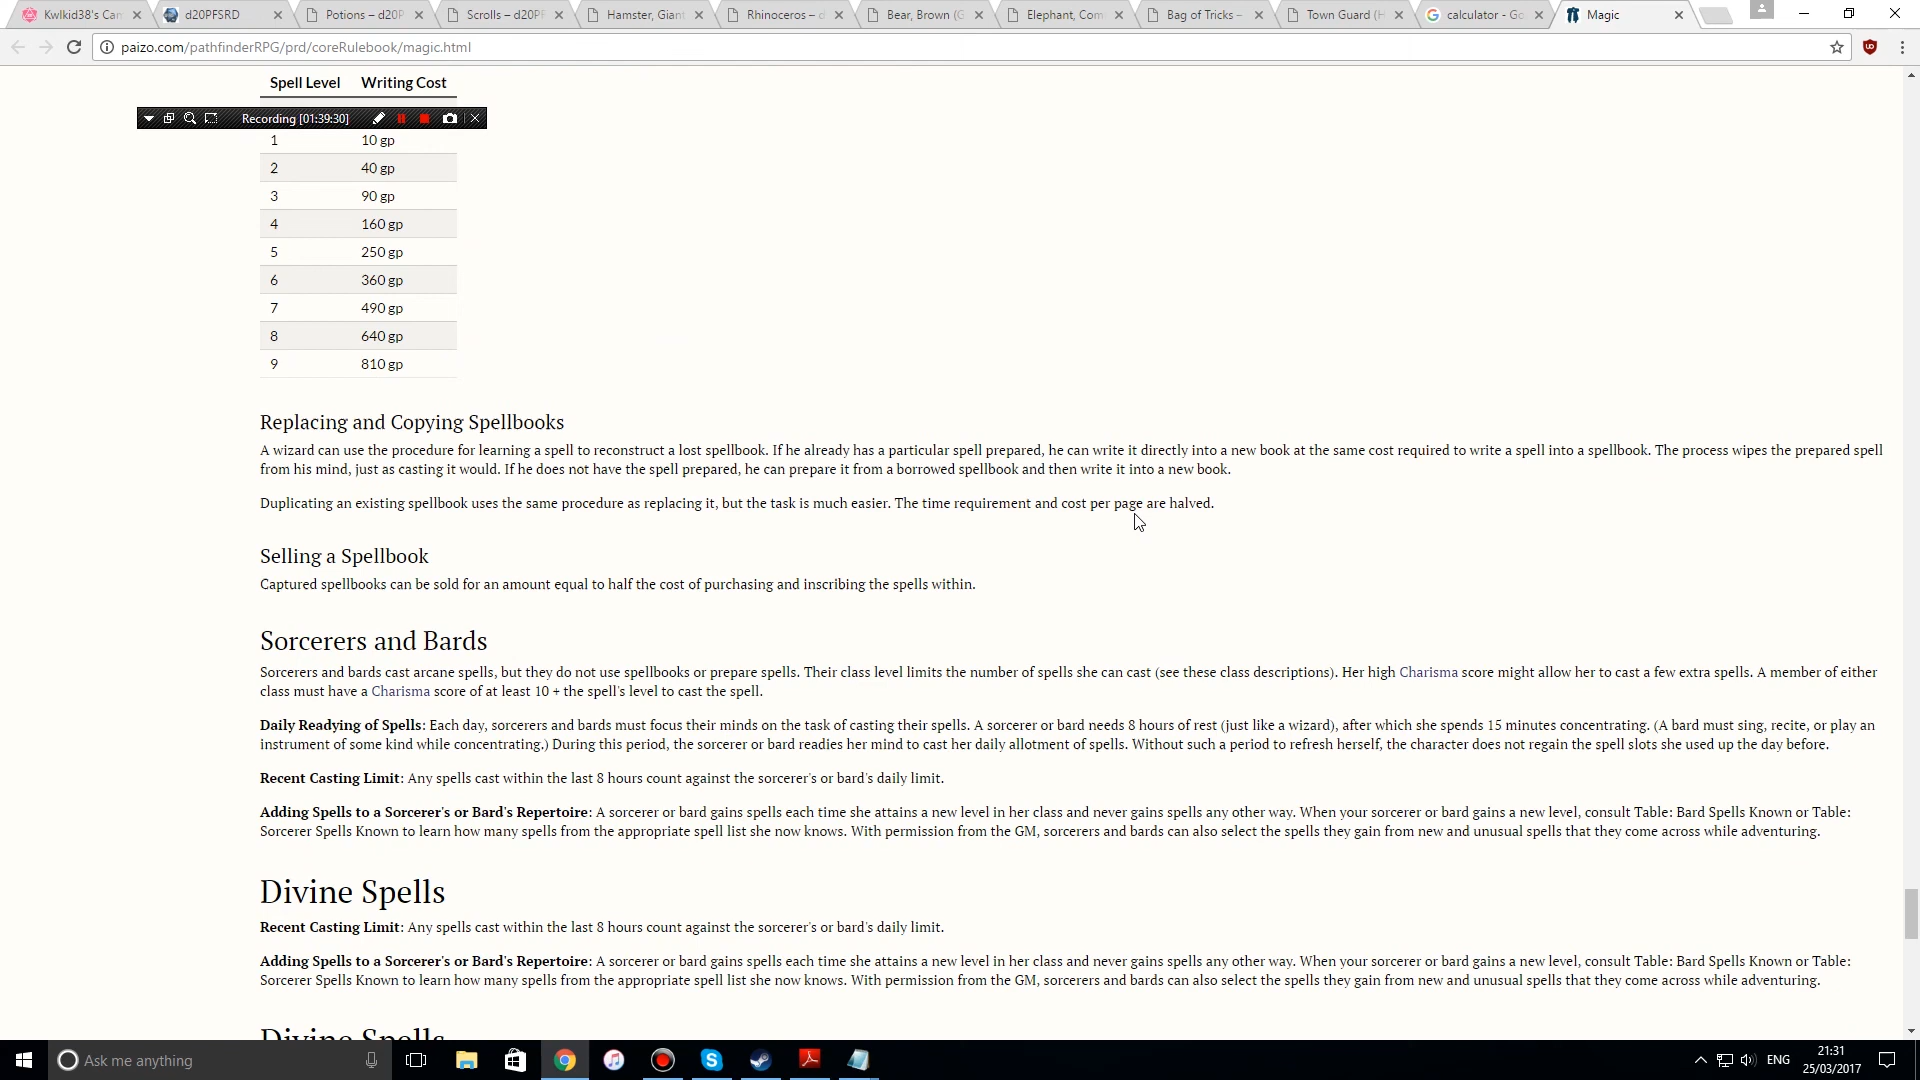 Kwlkid38's Cam
d20PFSRD
Potions – d20P
Scrolls – d20PF
Hamster, Giant
Rhinoceros – d
Bear, Brown (G
Elephant, Com
Bag of Tricks –
Town Guard (H
calculator - Go
Magic
paizo.com/pathfinderRPG/prd/coreRulebook/magic.html
Spell Level Writing Cost
Recording [01:39:30]
1 10 gp
2 40 gp
3 90 gp
4 160 gp
5 250 gp
6 360 gp
7 490 gp
8 640 gp
9 810 gp
Replacing and Copying Spellbooks
A wizard can use the procedure for learning a spell to reconstruct a lost spellbook. If he already has a particular spell prepared, he can write it directly into a new book at the same cost required to write a spell into a spellbook. The process wipes the prepared spell
from his mind, just as casting it would. If he does not have the spell prepared, he can prepare it from a borrowed spellbook and then write it into a new book.
Duplicating an existing spellbook uses the same procedure as replacing it, but the task is much easier. The time requirement and cost per page are halved.
Selling a Spellbook
Captured spellbooks can be sold for an amount equal to half the cost of purchasing and inscribing the spells within.
Sorcerers and Bards
Sorcerers and bards cast arcane spells, but they do not use spellbooks or prepare spells. Their class level limits the number of spells she can cast (see these class descriptions). Her high Charisma score might allow her to cast a few extra spells. A member of either
class must have a Charisma score of at least 10 + the spell's level to cast the spell.
Daily Readying of Spells: Each day, sorcerers and bards must focus their minds on the task of casting their spells. A sorcerer or bard needs 8 hours of rest (just like a wizard), after which she spends 15 minutes concentrating. (A bard must sing, recite, or play an
instrument of some kind while concentrating.) During this period, the sorcerer or bard readies her mind to cast her daily allotment of spells. Without such a period to refresh herself, the character does not regain the spell slots she used up the day before.
Recent Casting Limit: Any spells cast within the last 8 hours count against the sorcerer's or bard's daily limit.
Adding Spells to a Sorcerer's or Bard's Repertoire: A sorcerer or bard gains spells each time she attains a new level in her class and never gains spells any other way. When your sorcerer or bard gains a new level, consult Table: Bard Spells Known or Table:
Sorcerer Spells Known to learn how many spells from the appropriate spell list she now knows. With permission from the GM, sorcerers and bards can also select the spells they gain from new and unusual spells that they come across while adventuring.
Divine Spells
Recent Casting Limit: Any spells cast within the last 8 hours count against the sorcerer's or bard's daily limit.
Adding Spells to a Sorcerer's or Bard's Repertoire: A sorcerer or bard gains spells each time she attains a new level in her class and never gains spells any other way. When your sorcerer or bard gains a new level, consult Table: Bard Spells Known or Table:
Sorcerer Spells Known to learn how many spells from the appropriate spell list she now knows. With permission from the GM, sorcerers and bards can also select the spells they gain from new and unusual spells that they come across while adventuring.
Divine Spells
Ask me anything
ENG
21:31
25/03/2017